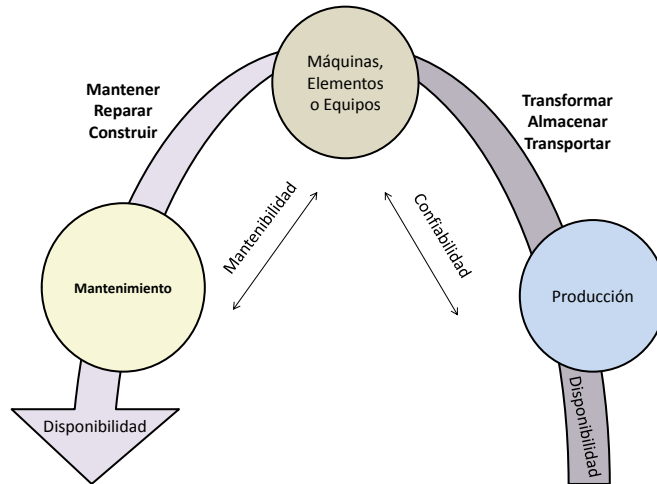 Máquinas,
Elementos
o Equipos
Mantener
Reparar
Construir
Transformar
Almacenar
Transportar
Mantenibilidad
Confiabilidad
Mantenimiento
Producción
Disponibilidad
Disponibilidad